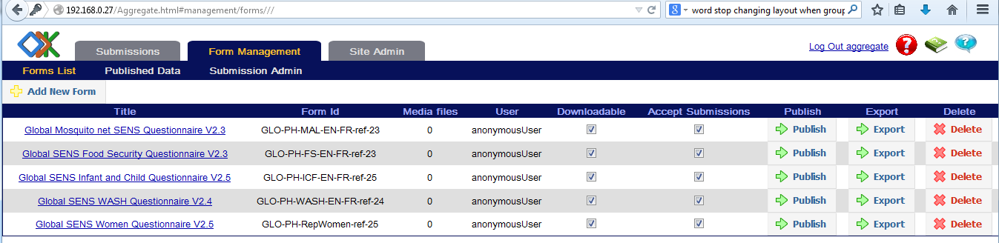 192.168.0.27/Aggregate.html#management/forms/// word stop changing layout when group
Submissions Form Management Site Admin Log Out aggregate
Forms List Published Data Submission Admin
Add New Form
Title Form Id Media files User Downloadable Accept Submissions Publish Export Delete
Global Mosquito net SENS Questionnaire V2.3 GLO-PH-MAL-EN-FR-ref-23 0 anonymousUser Publish Export Delete
Global SENS Food Security Questionnaire V2.3 GLO-PH-FS-EN-FR-ref-23 0 anonymousUser Publish Export Delete
Global SENS Infant and Child Questionnaire V2.5 GLO-PH-ICF-EN-FR-ref-25 0 anonymousUser Publish Export Delete
Global SENS WASH Questionnaire V2.4 GLO-PH-WASH-EN-FR-ref-24 0 anonymousUser Publish Export Delete
Global SENS Women Questionnaire V2.5 GLO-PH-RepWomen-ref-25 0 anonymousUser Publish Export Delete